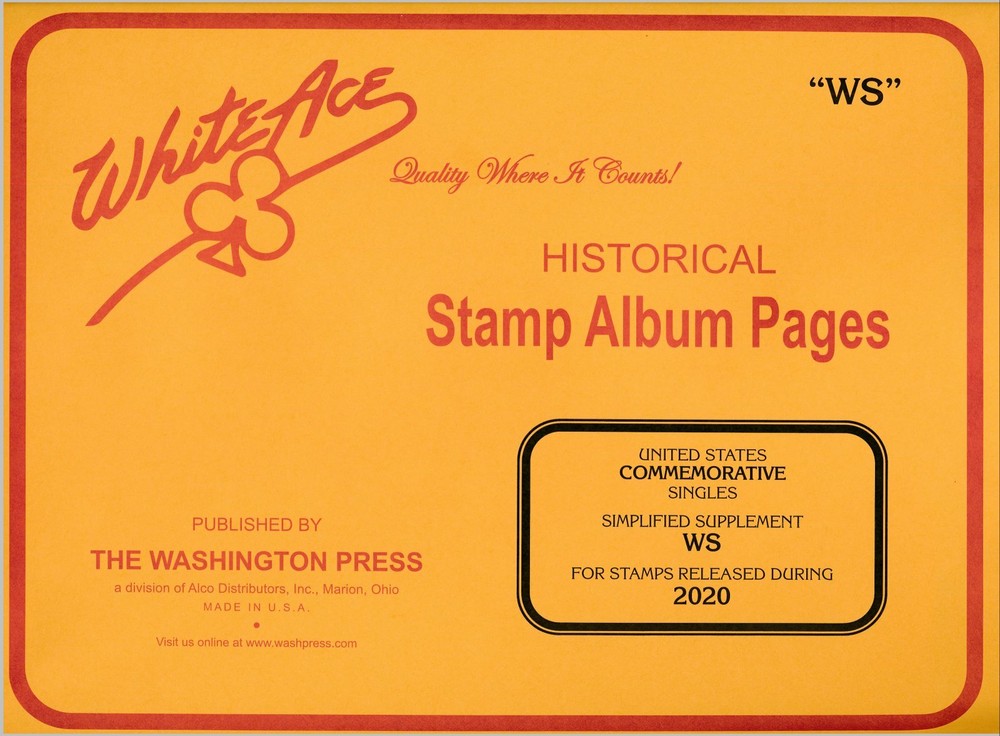 White Ace
“WS”
Quality Where It Counts!
HISTORICAL
Stamp Album Pages
UNITED STATES
COMMEMORATIVE
SINGLES
SIMPLIFIED SUPPLEMENT
WS
FOR STAMPS RELEASED DURING
2020
PUBLISHED BY
THE WASHINGTON PRESS
a division of Alco Distributors, Inc., Marion, Ohio
MADE IN U.S.A.
Visit us online at www.washpress.com